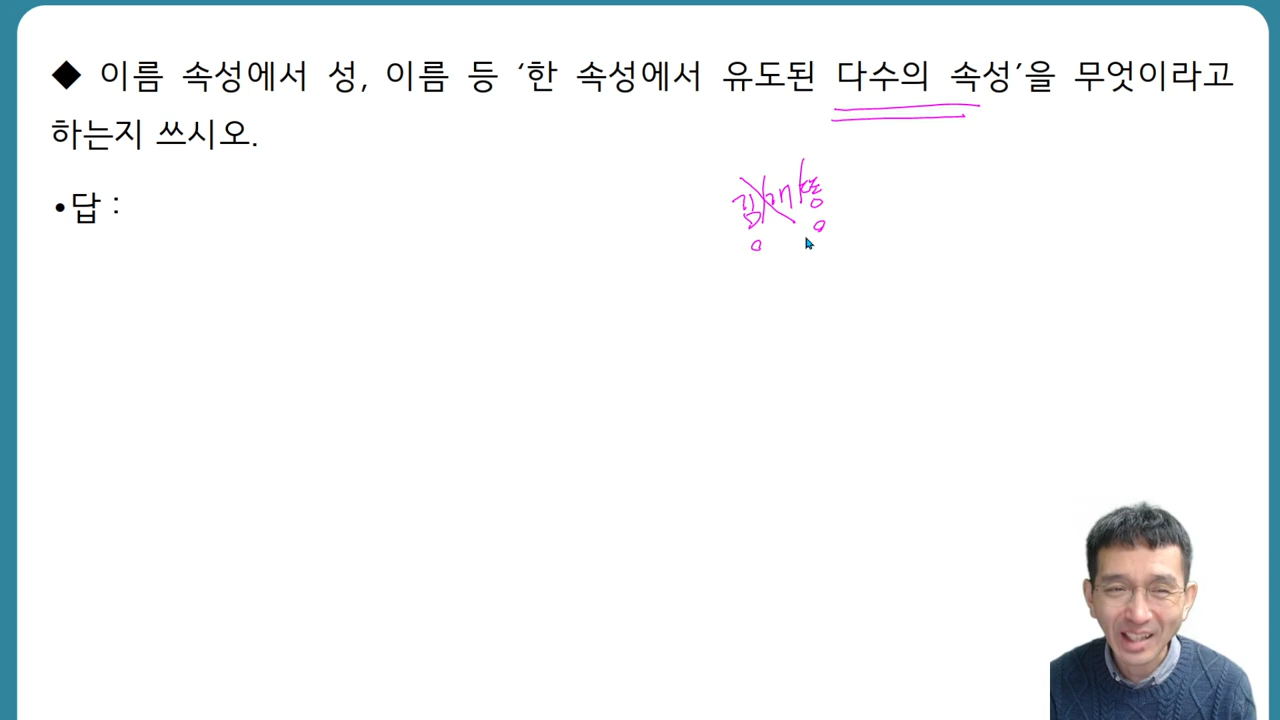 ◆ 이름 속성에서 성, 이름 등 ‘한 속성에서 유도된 다수의 속성’을 무엇이라고
하는지 쓰시오.
•답 :